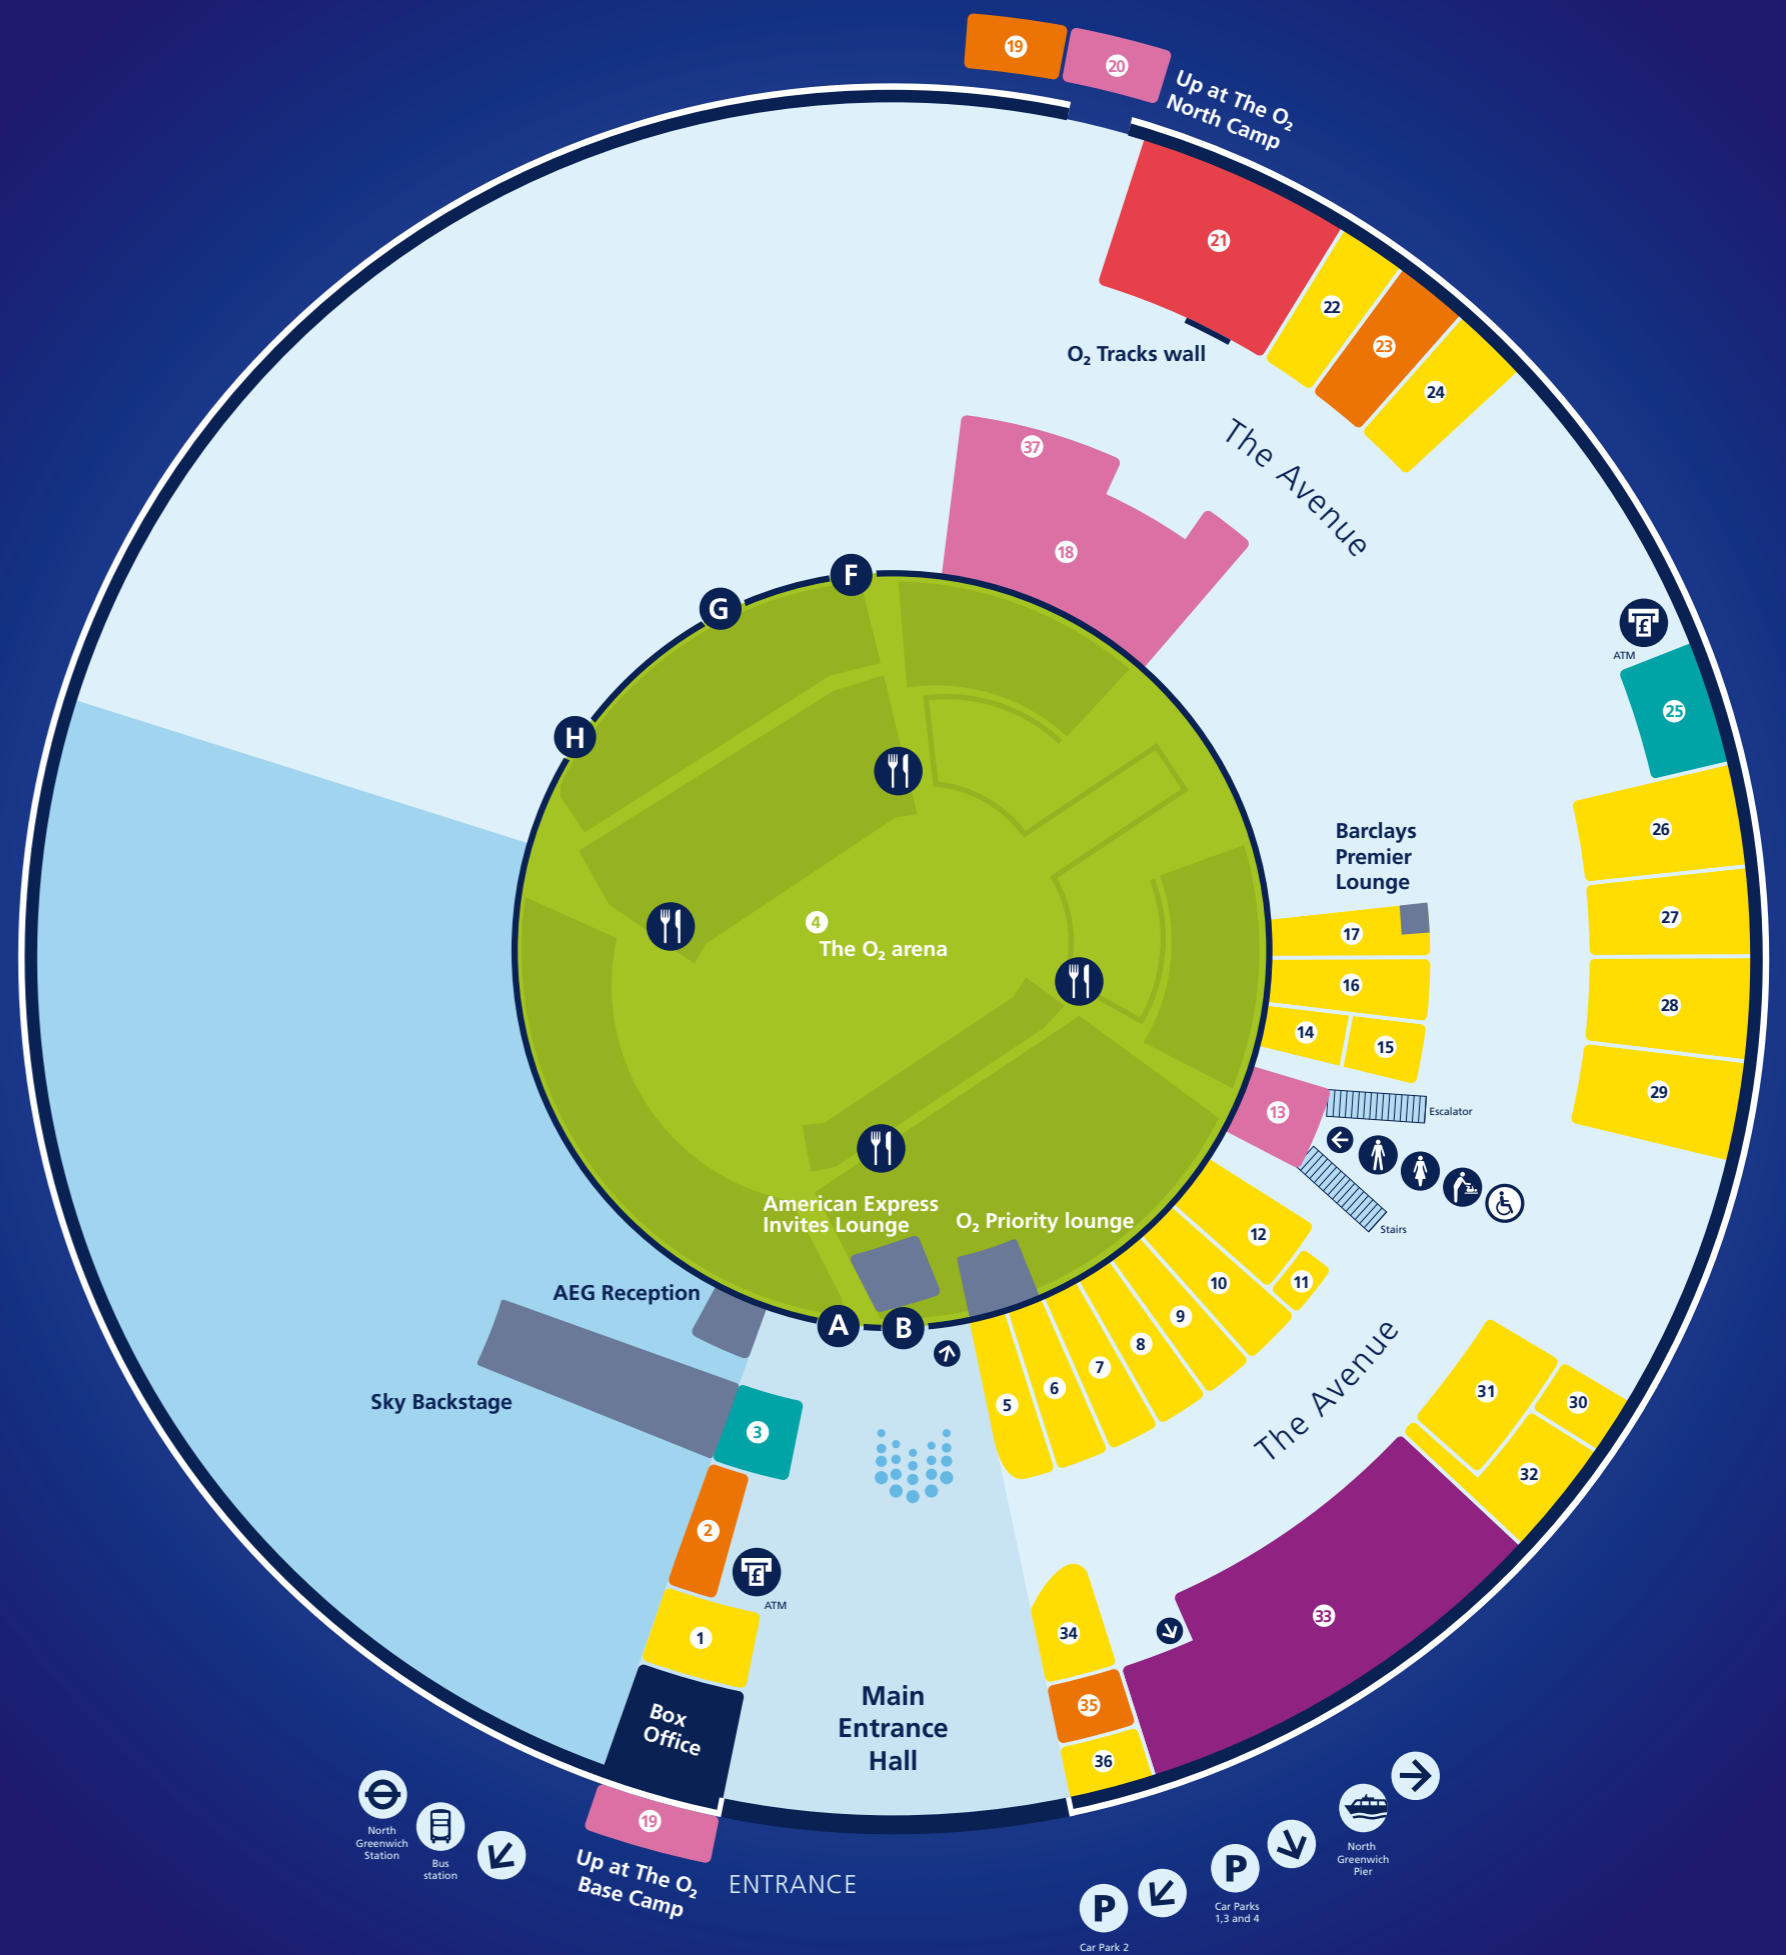 19
20
Up at The O₂
North Camp
21
22
23
24
O₂ Tracks wall
The Avenue
37
18
F
G
H
£
ATM
25
26
27
28
29
Barclays
Premier
Lounge
17
16
14
15
13
Escalator
Stairs
4
The O₂ arena
American Express
Invites Lounge
O₂ Priority lounge
12
11
10
9
8
7
6
5
A
B
AEG Reception
Sky Backstage
3
2
£
ATM
1
Box
Office
The Avenue
31
30
32
33
34
35
36
Main
Entrance
Hall
19
Up at The O₂
Base Camp
ENTRANCE
North
Greenwich
Station
Bus
station
P
Car Park 2
P
Car Parks
1,3 and 4
North
Greenwich
Pier